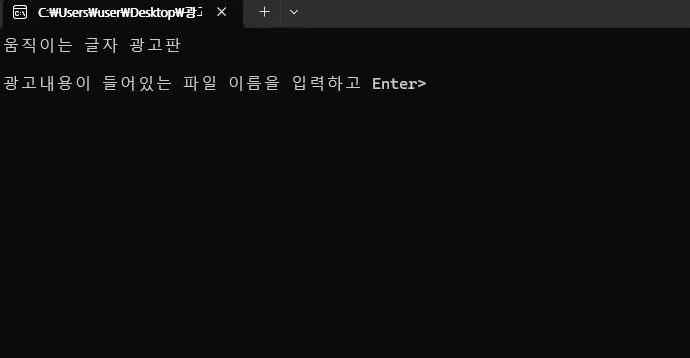 C:₩Users₩user₩Desktop₩광고
움직이는 글자 광고판
광고내용이 들어있는 파일 이름을 입력하고 Enter>